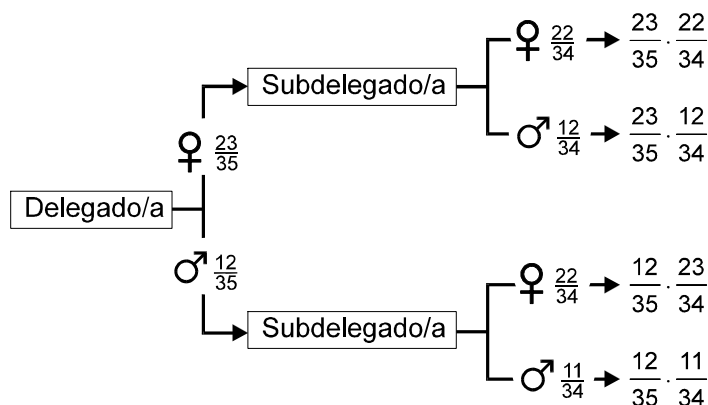 ♀ 22/34 → 23/35 · 22/34
Subdelegado/a
♂ 12/34 → 23/35 · 12/34
♀ 23/35
Delegado/a
♂ 12/35
♀ 22/34 → 12/35 · 23/34
Subdelegado/a
♂ 11/34 → 12/35 · 11/34